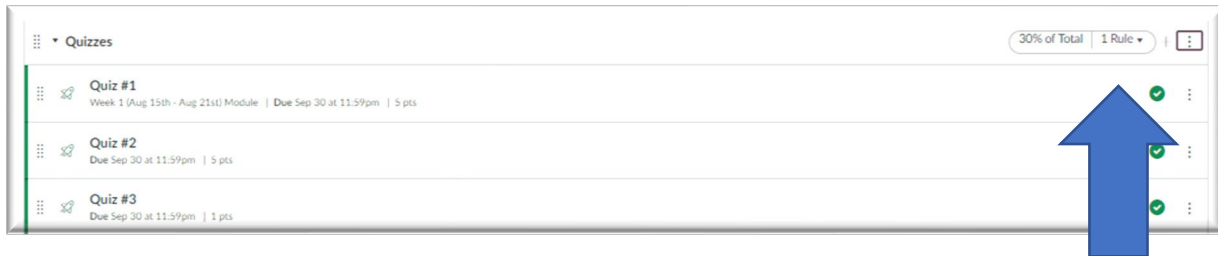 Quizzes
30% of Total | 1 Rule
Quiz #1
Week 1 (Aug 15th - Aug 21st) Module | Due Sep 30 at 11:59pm | 5 pts
Quiz #2
Due Sep 30 at 11:59pm | 5 pts
Quiz #3
Due Sep 30 at 11:59pm | 1 pts